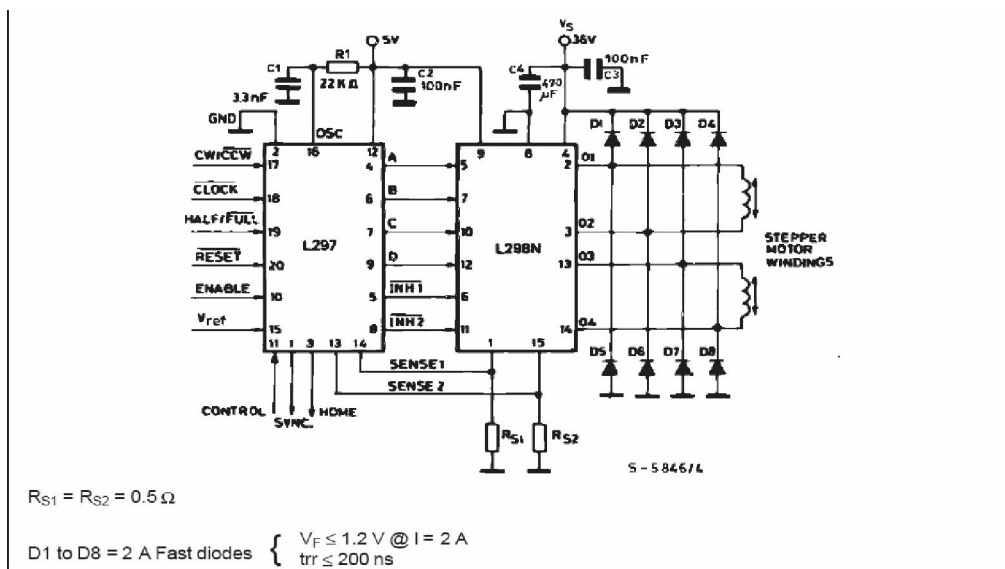 Vs
5V
36V
R1
C1
22KΩ
3.3nF
C2
100nF
C4
470
µF
100nF
C3
GND
OSC
D1 D2 D3 D4
2 16 12
9 8 4
CW/CCW 17
4 A 5
2 O1
CLOCK 18
6 B 7
HALF/FULL 19
7 C 10
3 O2
L297
L298N
STEPPER
MOTOR
WINDINGS
RESET 20
9 D 12
13 O3
ENABLE 10
5 INH1 6
Vref 15
8 INH2 11
14 O4
11 1 3 13 14
1 15
D5 D6 D7 D8
SENSE 1
SENSE 2
CONTROL
SYNC.
HOME
RS1
RS2
S-5846/4
RS1 = RS2 = 0.5 Ω
D1 to D8 = 2 A Fast diodes {
VF ≤ 1.2 V @ I = 2 A
trr ≤ 200 ns